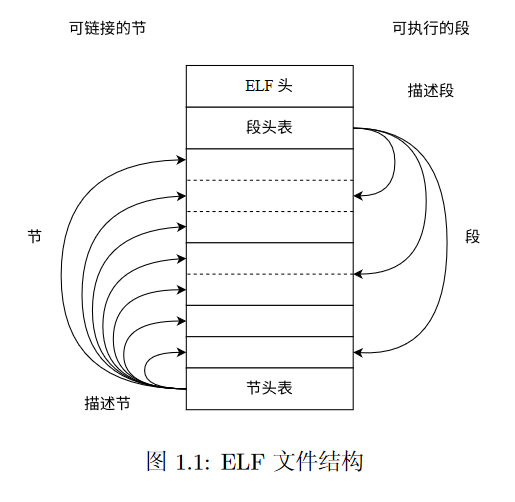 可链接的节
可执行的段
ELF 头
描述段
段头表
节
段
节头表
描述节
图 1.1: ELF 文件结构